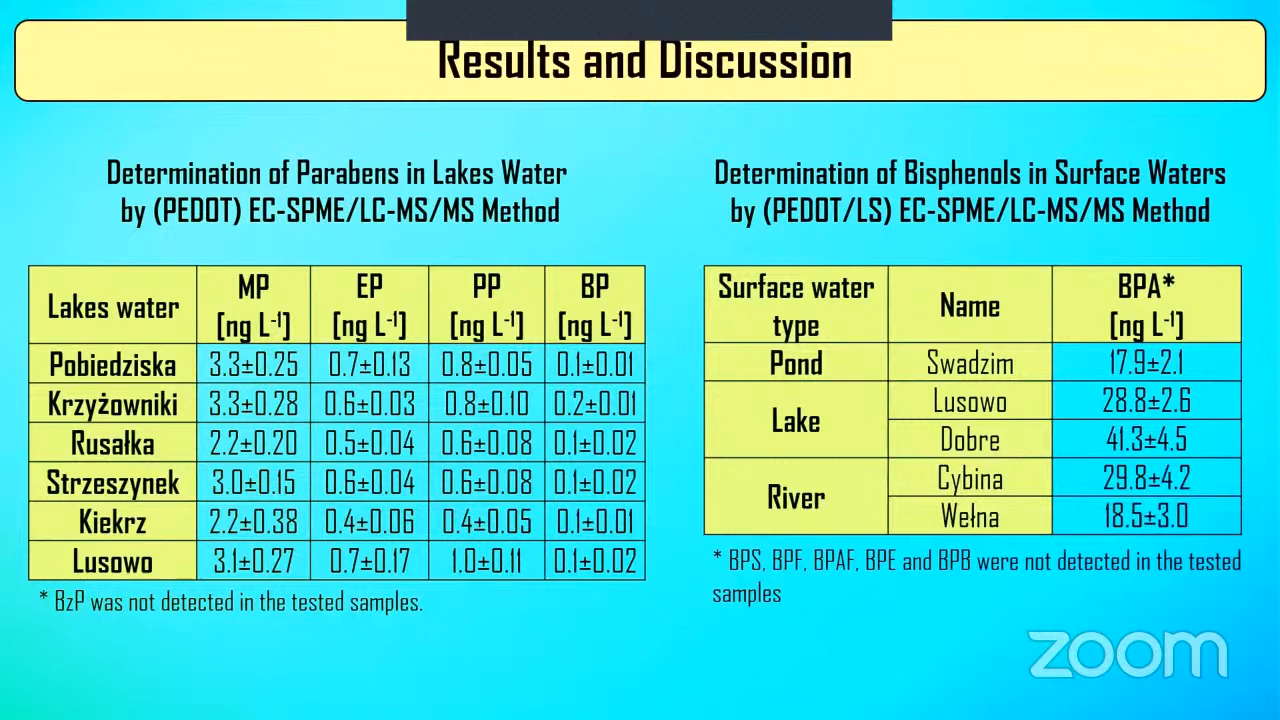 Results and Discussion
Determination of Parabens in Lakes Water
by (PEDOT) EC-SPME/LC-MS/MS Method
Lakes water MP [ng L⁻¹] EP [ng L⁻¹] PP [ng L⁻¹] BP [ng L⁻¹]
Pobiedziska 3.3±0.25 0.7±0.13 0.8±0.05 0.1±0.01
Krzyżowniki 3.3±0.28 0.6±0.03 0.8±0.10 0.2±0.01
Rusałka 2.2±0.20 0.5±0.04 0.6±0.08 0.1±0.02
Strzeszynek 3.0±0.15 0.6±0.04 0.6±0.08 0.1±0.02
Kiekrz 2.2±0.38 0.4±0.06 0.4±0.05 0.1±0.01
Lusowo 3.1±0.27 0.7±0.17 1.0±0.11 0.1±0.02
* BzP was not detected in the tested samples.
Determination of Bisphenols in Surface Waters
by (PEDOT/LS) EC-SPME/LC-MS/MS Method
Surface water type Name BPA* [ng L⁻¹]
Pond Swadzim 17.9±2.1
Lake Lusowo 28.8±2.6
Dobre 41.3±4.5
River Cybina 29.8±4.2
Wełna 18.5±3.0
* BPS, BPF, BPAF, BPE and BPB were not detected in the tested
samples
zoom